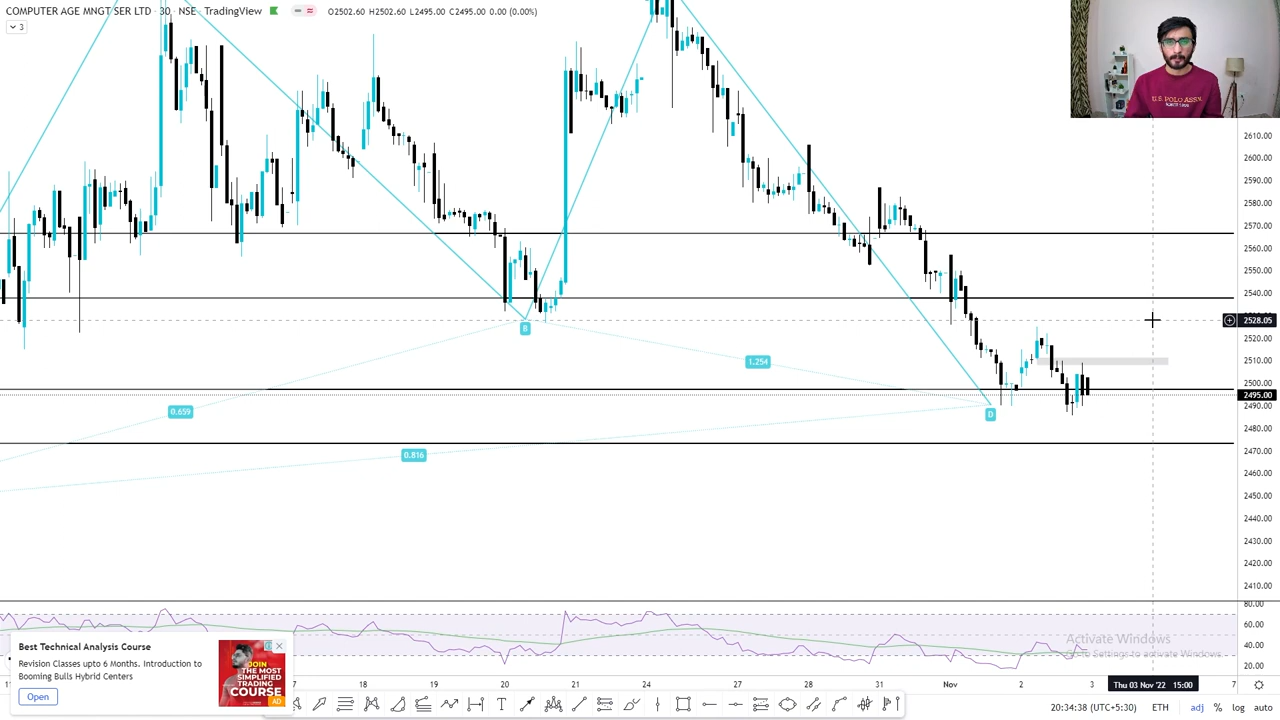 COMPUTER AGE MNGT SER LTD · 30 · NSE · TradingView O2502.60 H2502.60 L2495.00 C2495.00 0.00 (0.00%)
3
U.S. POLO ASSN.
2610.00
2600.00
2590.00
2580.00
2570.00
2560.00
2550.00
2540.00
2528.05
2520.00
2510.00
2500.00
2495.00
2490.00
2480.00
2470.00
2460.00
2450.00
2440.00
2430.00
2420.00
2410.00
B
1.254
0.659
D
0.816
80.00
60.00
40.00
20.00
Activate Windows
Go to Settings to activate Windows.
Best Technical Analysis Course
Revision Classes upto 6 Months. Introduction to
Booming Bulls Hybrid Centers
Open
JOIN
THE MOST
SIMPLIFIED
TRADING
COURSE
AD
18 19 20 21 24 27 28 31 Nov 2 3 Thu 03 Nov '22 15:00 7
20:34:38 (UTC+5:30) ETH adj % log auto